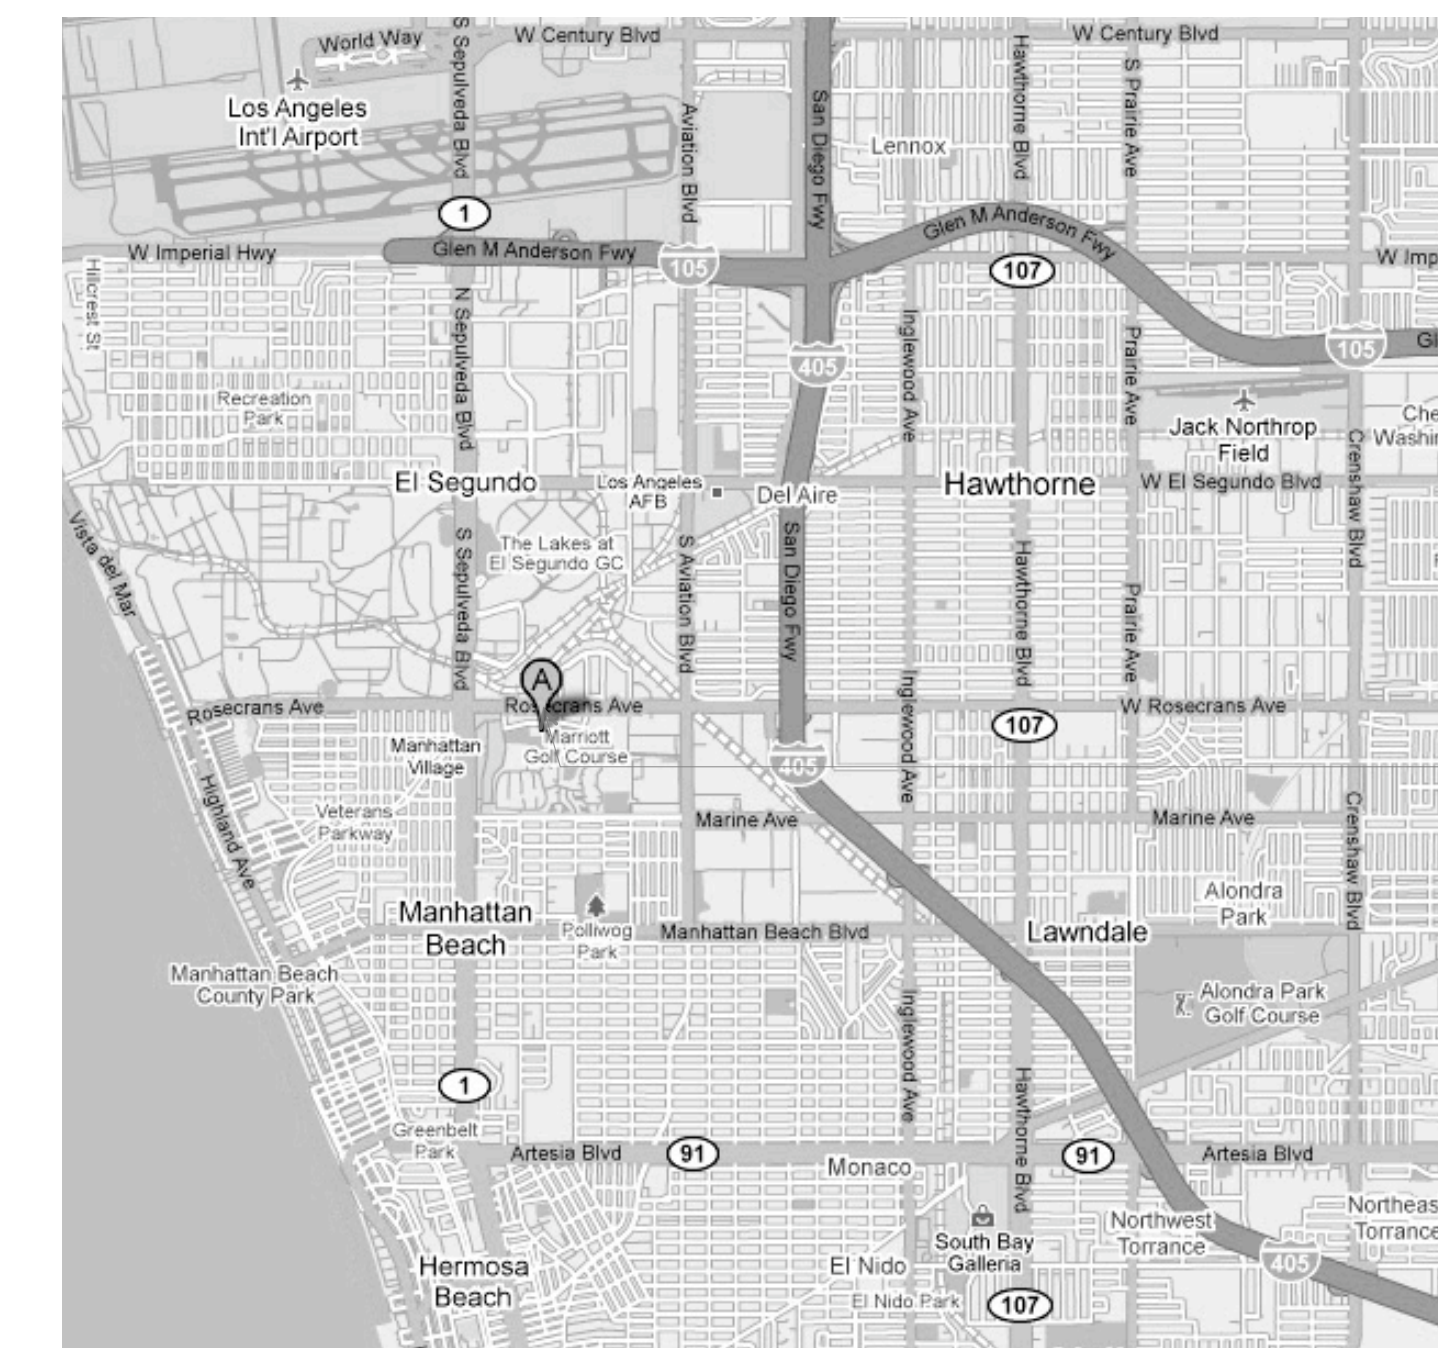 World Way
S Sepulveda Blvd
W Century Blvd
W Century Blvd
Los Angeles
Int'l Airport
Aviation Blvd
San Diego Fwy
Hawthorne Blvd
S Prairie Ave
Lennox
1
W Imperial Hwy
Glen M Anderson Fwy
105
Glen M Anderson Fwy
107
W Imp
Hillcrest St
N Sepulveda Blvd
Inglewood Ave
Prairie Ave
405
105
Gl
Recreation
Park
Jack Northrop
Field
Che
Washin
Crenshaw Blvd
El Segundo
Los Angeles
AFB
Del Aire
Hawthorne
W El Segundo Blvd
Vista del Mar
S Sepulveda Blvd
The Lakes at
El Segundo GC
S Aviation Blvd
San Diego Fwy
Hawthorne Blvd
Prairie Ave
A
Rosecrans Ave
Rosecrans Ave
Inglewood Ave
107
W Rosecrans Ave
Manhattan
Village
Marriott
Golf Course
405
Highland Ave
Veterans
Parkway
Marine Ave
Marine Ave
Crenshaw Blvd
Alondra
Park
Manhattan
Beach
Polliwog
Park
Manhattan Beach Blvd
Lawndale
Manhattan Beach
County Park
Inglewood Ave
Alondra Park
Golf Course
1
Hawthorne Blvd
Greenbelt
Park
Artesia Blvd
91
Monaco
91
Artesia Blvd
Northwest
Torrance
Northeas
Torrance
South Bay
Galleria
405
Hermosa
Beach
El Nido
El Nido Park
107